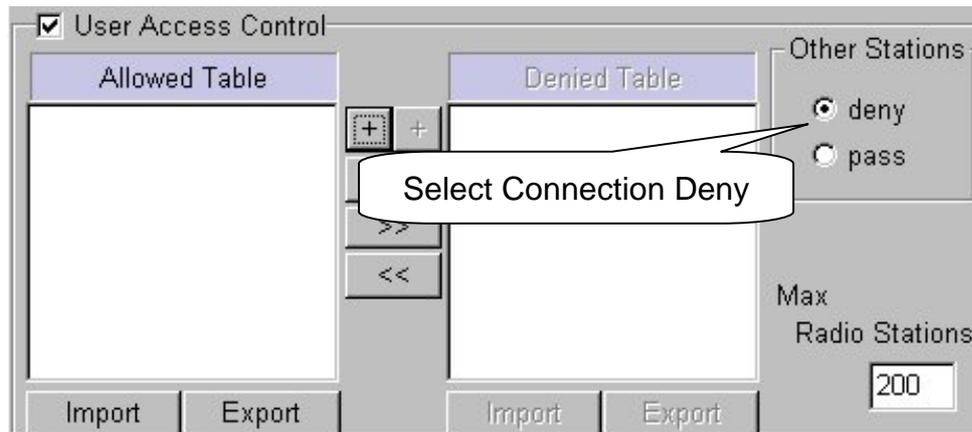 User Access Control
Allowed Table
Denied Table
Other Stations
deny
pass
+ +
Select Connection Deny
>>
<<
Max
Radio Stations
200
Import Export
Import Export